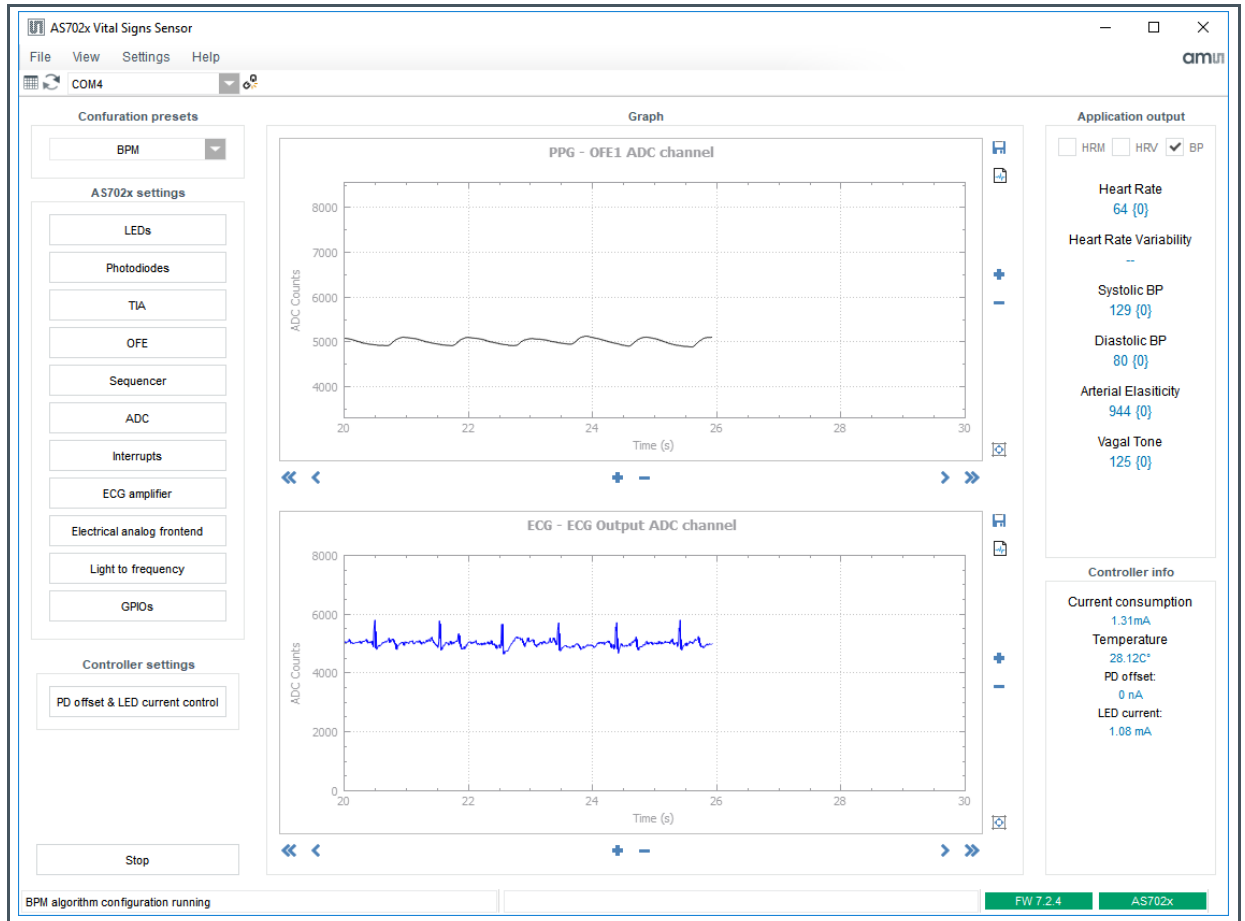 AS702x Vital Signs Sensor
File View Settings Help
amu
COM4
Confuration presets
BPM
AS702x settings
LEDs
Photodiodes
TIA
OFE
Sequencer
ADC
Interrupts
ECG amplifier
Electrical analog frontend
Light to frequency
GPIOs
Controller settings
PD offset & LED current control
Stop
Graph
PPG - OFE1 ADC channel
ADC Counts
8000
7000
6000
5000
4000
20 22 24 26 28 30
Time (s)
ECG - ECG Output ADC channel
ADC Counts
8000
6000
4000
2000
0
20 22 24 26 28 30
Time (s)
Application output
HRM HRV BP
Heart Rate
64 {0}
Heart Rate Variability
--
Systolic BP
129 {0}
Diastolic BP
80 {0}
Arterial Elasiticity
944 {0}
Vagal Tone
125 {0}
Controller info
Current consumption
1.31mA
Temperature
28.12C°
PD offset:
0 nA
LED current:
1.08 mA
BPM algorithm configuration running
FW 7.2.4
AS702x